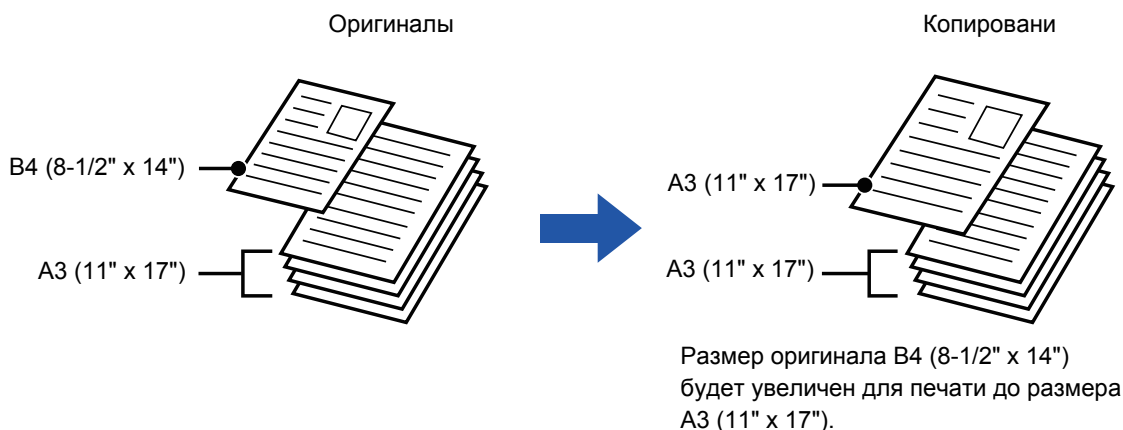 Оригиналы
Копировани
B4 (8-1/2" x 14")
A3 (11" x 17")
A3 (11" x 17")
A3 (11" x 17")
Размер оригинала B4 (8-1/2" x 14")
будет увеличен для печати до размера
A3 (11" x 17").